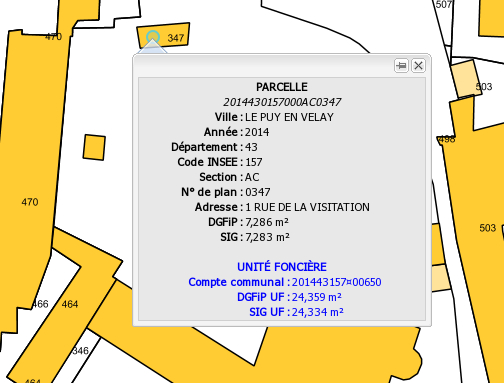 507
470
347
503
PARCELLE
2014430157000AC0347
Ville : LE PUY EN VELAY
Année : 2014
Département : 43
Code INSEE : 157
Section : AC
N° de plan : 0347
Adresse : 1 RUE DE LA VISITATION
DGFiP : 7,286 m²
SIG : 7,283 m²
UNITÉ FONCIÈRE
Compte communal : 201443157¤00650
DGFiP UF : 24,359 m²
SIG UF : 24,334 m²
498
470
503
466
464
346
464